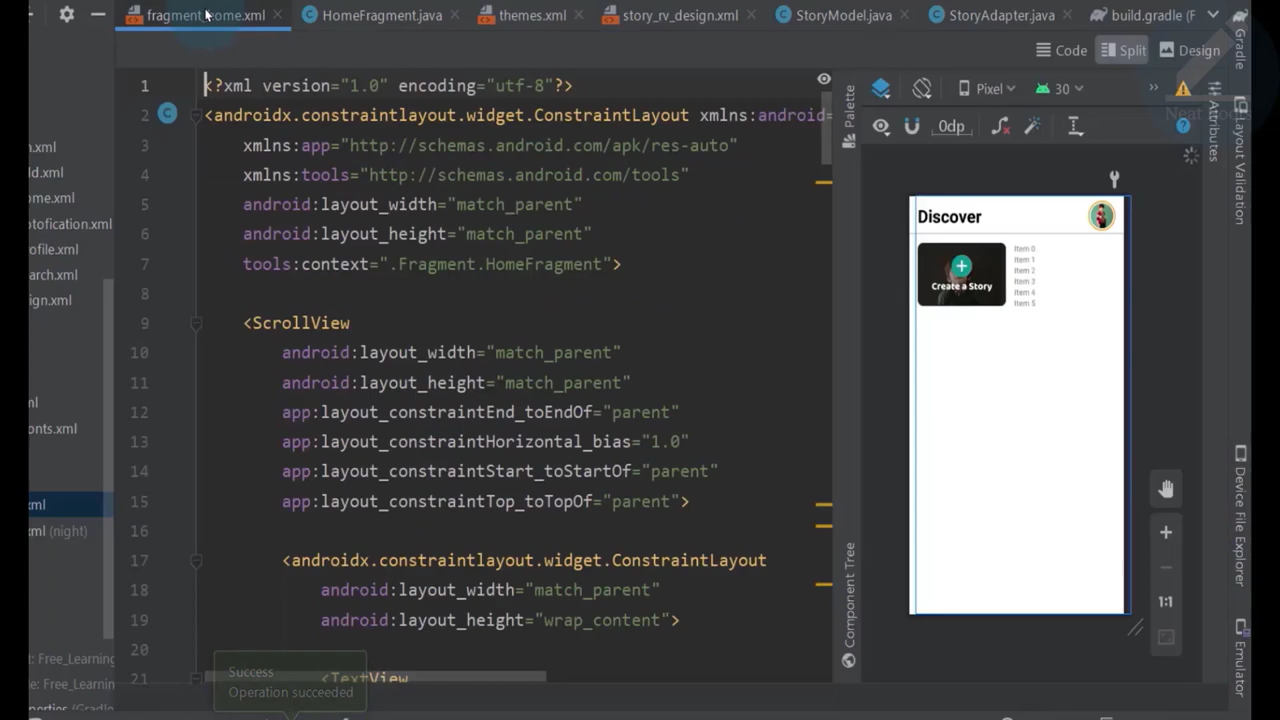 fragment_home.xml
HomeFragment.java
themes.xml
story_rv_design.xml
StoryModel.java
StoryAdapter.java
build.gradle (F
Code
Split
Design
Gradle
Palette
Pixel
30
Attributes
Layout Validation
0dp
1 <?xml version="1.0" encoding="utf-8"?>
2 <androidx.constraintlayout.widget.ConstraintLayout xmlns:android=
3 xmlns:app="http://schemas.android.com/apk/res-auto"
4 xmlns:tools="http://schemas.android.com/tools"
5 android:layout_width="match_parent"
6 android:layout_height="match_parent"
7 tools:context=".Fragment.HomeFragment">
8
9 <ScrollView
10 android:layout_width="match_parent"
11 android:layout_height="match_parent"
12 app:layout_constraintEnd_toEndOf="parent"
13 app:layout_constraintHorizontal_bias="1.0"
14 app:layout_constraintStart_toStartOf="parent"
15 app:layout_constraintTop_toTopOf="parent">
16
17 <androidx.constraintlayout.widget.ConstraintLayout
18 android:layout_width="match_parent"
19 android:layout_height="wrap_content">
20
21 <TextView
n.xml
ld.xml
ome.xml
otofication.xml
rofile.xml
arch.xml
ign.xml
ml
onts.xml
xml
ml (night)
t: Free_Learning
de: Free_Learnin
perties (Gradle
Success
Operation succeeded
Discover
Create a Story
Item 0
Item 1
Item 2
Item 3
Item 4
Item 5
1:1
Component Tree
Device File Explorer
Emulator